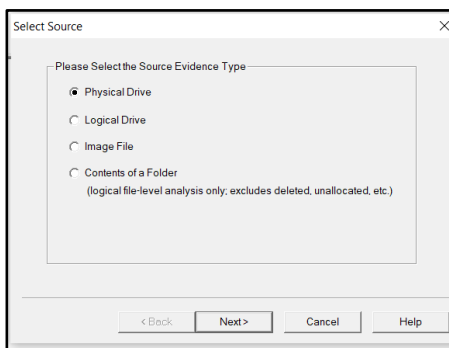 Select Source
Please Select the Source Evidence Type
Physical Drive
Logical Drive
Image File
Contents of a Folder
(logical file-level analysis only; excludes deleted, unallocated, etc.)
< Back Next > Cancel Help